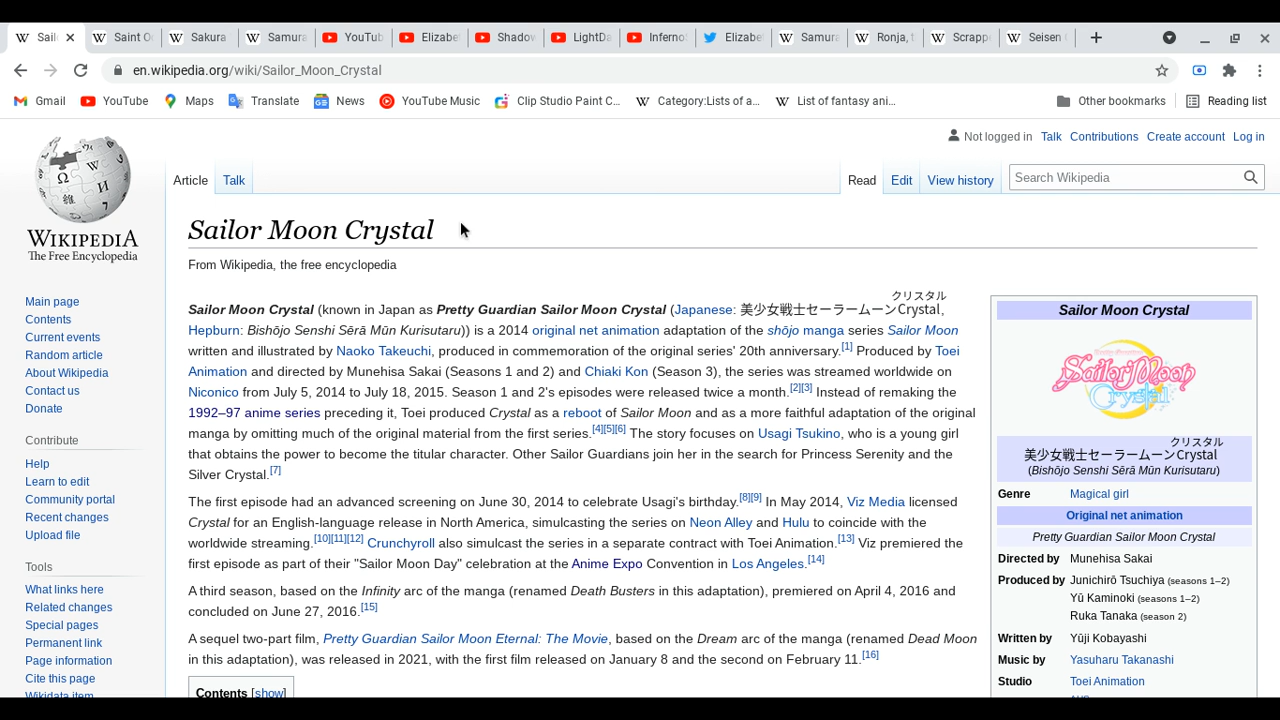 Sail
Saint O
Sakura
Samura
YouTub
Elizabe
Shadow
LightDa
Inferno
Elizabe
Samura
Ronja, t
Scrappe
Seisen
en.wikipedia.org/wiki/Sailor_Moon_Crystal
Gmail
YouTube
Maps
Translate
News
YouTube Music
Clip Studio Paint C…
Category:Lists of a…
List of fantasy ani…
Other bookmarks
Reading list
Not logged in
Talk
Contributions
Create account
Log in
Article
Talk
Read
Edit
View history
Search Wikipedia
WIKIPEDIA
The Free Encyclopedia
Main page
Contents
Current events
Random article
About Wikipedia
Contact us
Donate
Contribute
Help
Learn to edit
Community portal
Recent changes
Upload file
Tools
What links here
Related changes
Special pages
Permanent link
Page information
Cite this page
Wikidata item
Sailor Moon Crystal
From Wikipedia, the free encyclopedia
クリスタル
Sailor Moon Crystal (known in Japan as Pretty Guardian Sailor Moon Crystal (Japanese: 美少女戦士セーラームーンCrystal,
Hepburn: Bishōjo Senshi Sērā Mūn Kurisutaru)) is a 2014 original net animation adaptation of the shōjo manga series Sailor Moon
written and illustrated by Naoko Takeuchi, produced in commemoration of the original series' 20th anniversary.[1] Produced by Toei
Animation and directed by Munehisa Sakai (Seasons 1 and 2) and Chiaki Kon (Season 3), the series was streamed worldwide on
Niconico from July 5, 2014 to July 18, 2015. Season 1 and 2's episodes were released twice a month.[2][3] Instead of remaking the
1992–97 anime series preceding it, Toei produced Crystal as a reboot of Sailor Moon and as a more faithful adaptation of the original
manga by omitting much of the original material from the first series.[4][5][6] The story focuses on Usagi Tsukino, who is a young girl
that obtains the power to become the titular character. Other Sailor Guardians join her in the search for Princess Serenity and the
Silver Crystal.[7]
The first episode had an advanced screening on June 30, 2014 to celebrate Usagi's birthday.[8][9] In May 2014, Viz Media licensed
Crystal for an English-language release in North America, simulcasting the series on Neon Alley and Hulu to coincide with the
worldwide streaming.[10][11][12] Crunchyroll also simulcast the series in a separate contract with Toei Animation.[13] Viz premiered the
first episode as part of their "Sailor Moon Day" celebration at the Anime Expo Convention in Los Angeles.[14]
A third season, based on the Infinity arc of the manga (renamed Death Busters in this adaptation), premiered on April 4, 2016 and
concluded on June 27, 2016.[15]
A sequel two-part film, Pretty Guardian Sailor Moon Eternal: The Movie, based on the Dream arc of the manga (renamed Dead Moon
in this adaptation), was released in 2021, with the first film released on January 8 and the second on February 11.[16]
Contents [show]
Sailor Moon Crystal
Sailor Moon
Crystal
クリスタル
美少女戦士セーラームーンCrystal
(Bishōjo Senshi Sērā Mūn Kurisutaru)
Genre Magical girl
Original net animation
Pretty Guardian Sailor Moon Crystal
Directed by Munehisa Sakai
Produced by Junichirō Tsuchiya (seasons 1–2)
Yū Kaminoki (seasons 1–2)
Ruka Tanaka (season 2)
Written by Yūji Kobayashi
Music by Yasuharu Takanashi
Studio Toei Animation